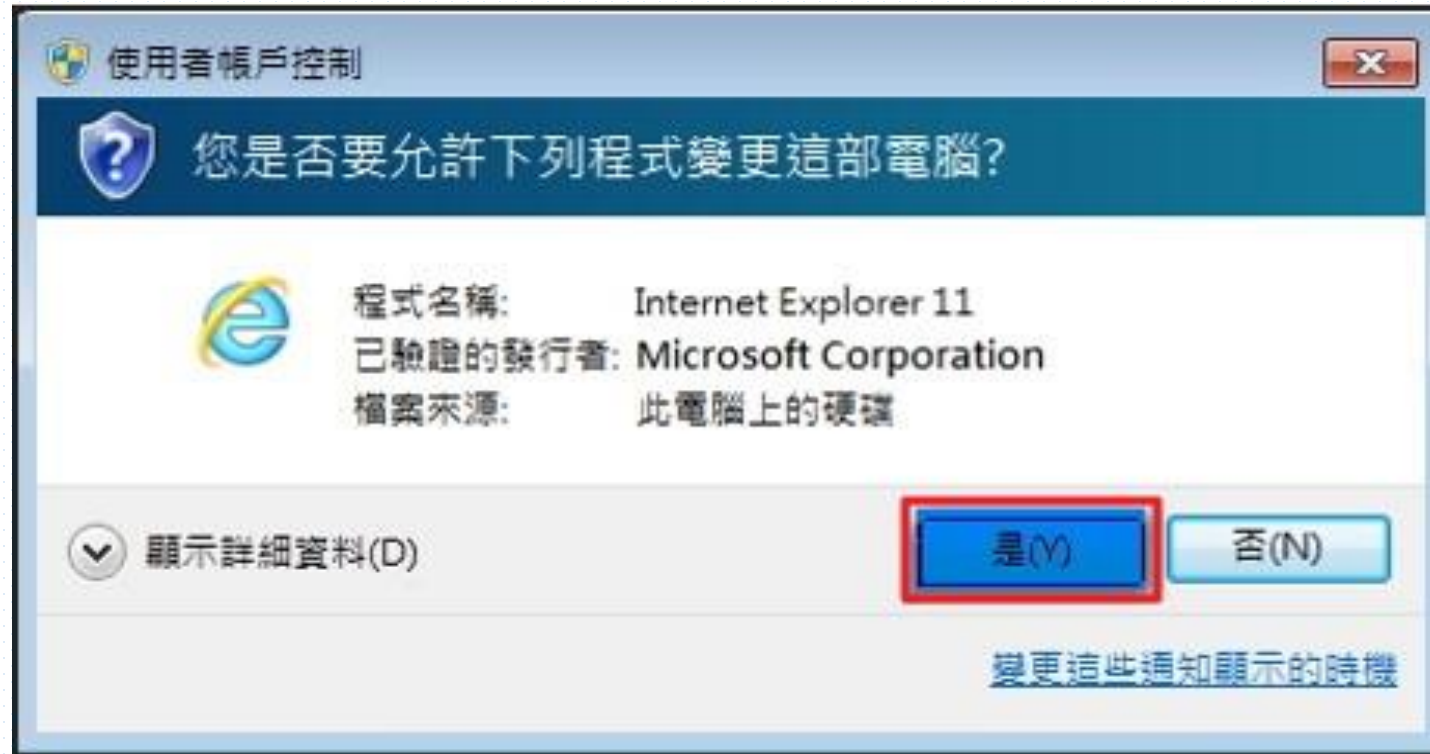 使用者帳戶控制
您是否要允許下列程式變更這部電腦?
程式名稱: Internet Explorer 11
已驗證的發行者: Microsoft Corporation
檔案來源: 此電腦上的硬碟
顯示詳細資料(D)
是(Y) 否(N)
變更這些通知顯示的時機